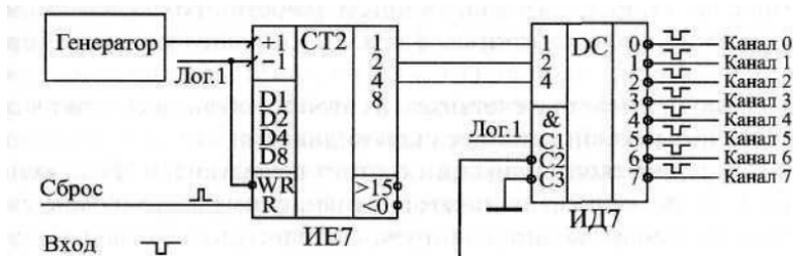 Генератор
Лог.1
+1
−1
D1
D2
D4
D8
WR
R
CT2
1
2
4
8
>15
<0
ИЕ7
Сброс
Вход
Лог.1
1
2
4
&
C1
C2
C3
DC
0
1
2
3
4
5
6
7
ИД7
Канал 0
Канал 1
Канал 2
Канал 3
Канал 4
Канал 5
Канал 6
Канал 7